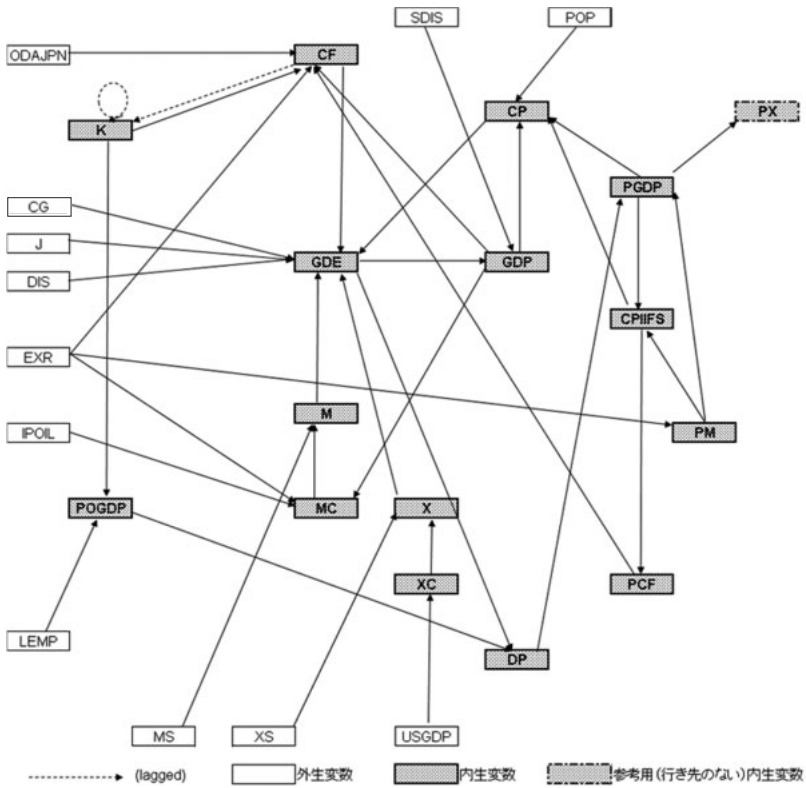 SDIS
POP
ODAJPN
CF
CP
PX
K
PGDP
CG
J
GDE
GDP
DIS
CPIIFS
EXR
M
IPOIL
PM
POGDP
MC
X
XC
PCF
LEMP
DP
MS
XS
USGDP
(lagged)
外生変数
内生変数
参考用(行き先のない)内生変数